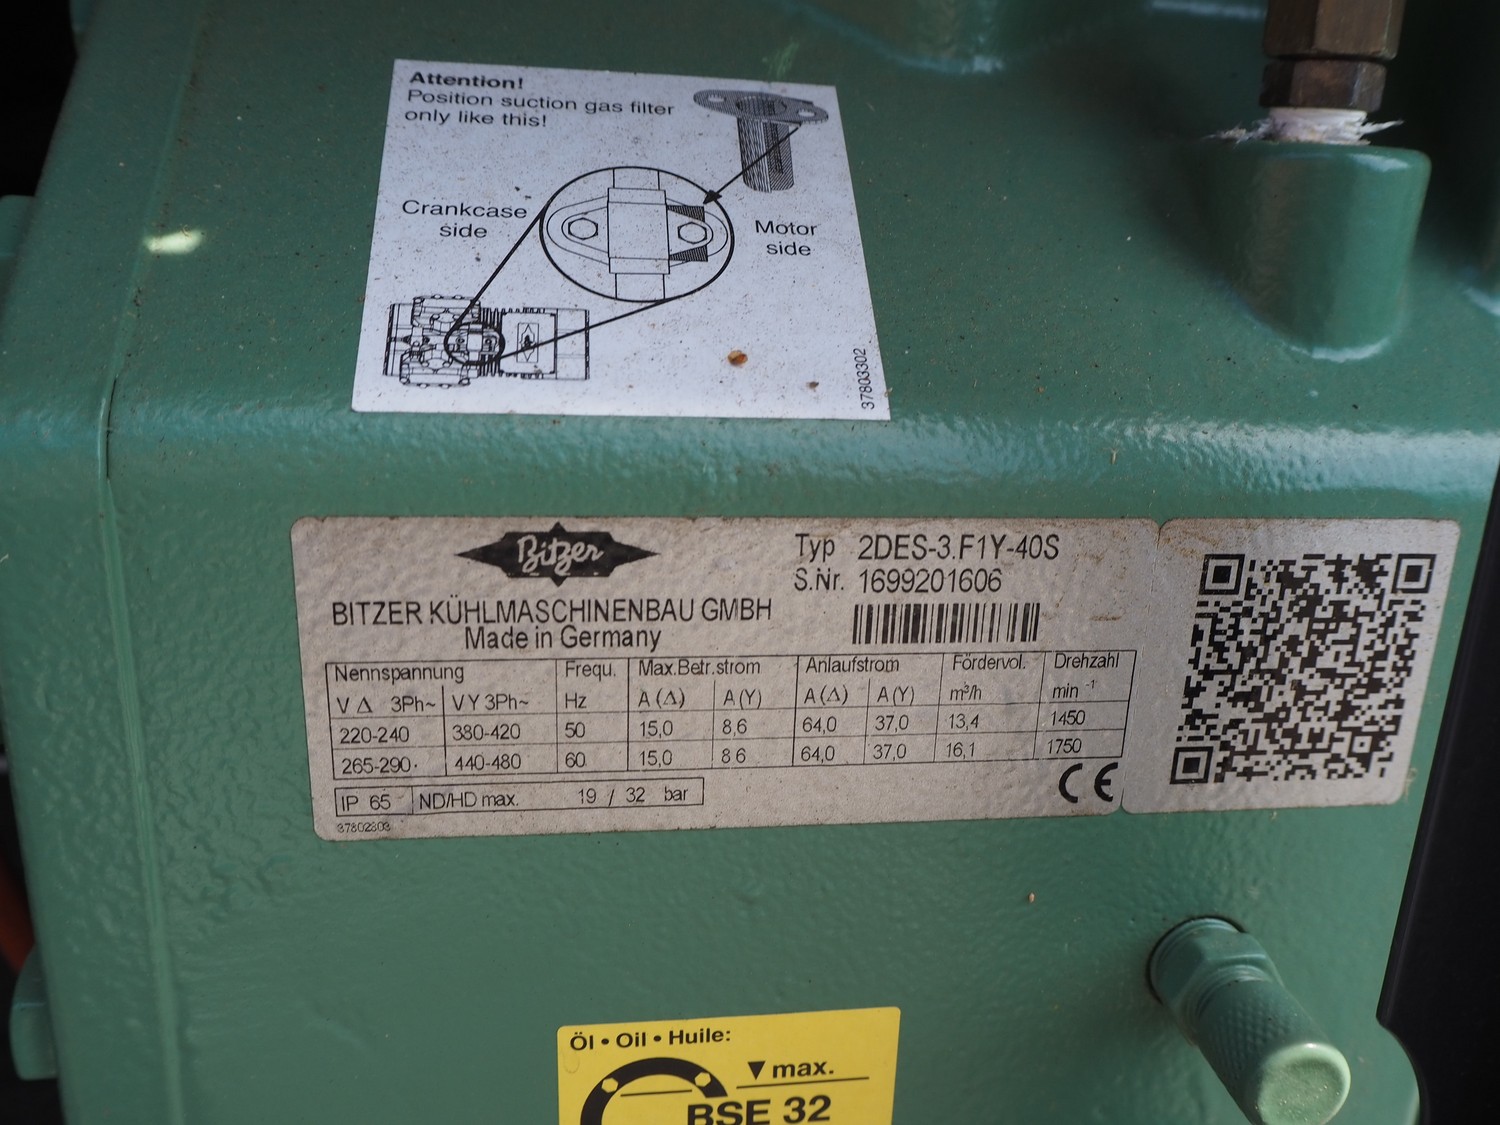 Attention!
Position suction gas filter
only like this!
Crankcase
side
Motor
side
37803302
Bitzer
BITZER KÜHLMASCHINENBAU GMBH
Made in Germany
Typ 2DES-3.F1Y-40S
S.Nr. 1699201606
Nennspannung Frequ. Max.Betr.strom Anlaufstrom Fördervol. Drehzahl
V Δ 3Ph~ V Y 3Ph~ Hz A (Δ) A (Y) A (Δ) A (Y) m³/h min -1
220-240 380-420 50 15,0 8,6 64,0 37,0 13,4 1450
265-290 440-480 60 15,0 8 6 64,0 37,0 16,1 1750
IP 65 ND/HD max. 19 / 32 bar
37802803
CE
Öl • Oil • Huile:
▼ max.
BSE 32